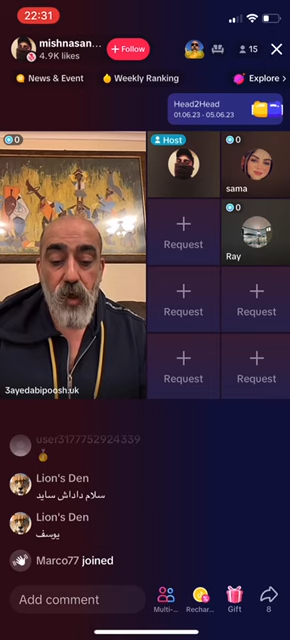 22:31
mishnasan...
4.9K likes
+ Follow
15
News & Event
Weekly Ranking
Explore >
Head2Head
01.06.23 - 05.06.23
0
Host
0
sama
Request
0
Ray
Request
Request
Request
Request
3ayedabipoosh.uk
user3177752924339
Lion's Den
سلام داداش ساید
Lion's Den
یوسف
Marco77 joined
Add comment
Multi-...
Rechar...
Gift
8